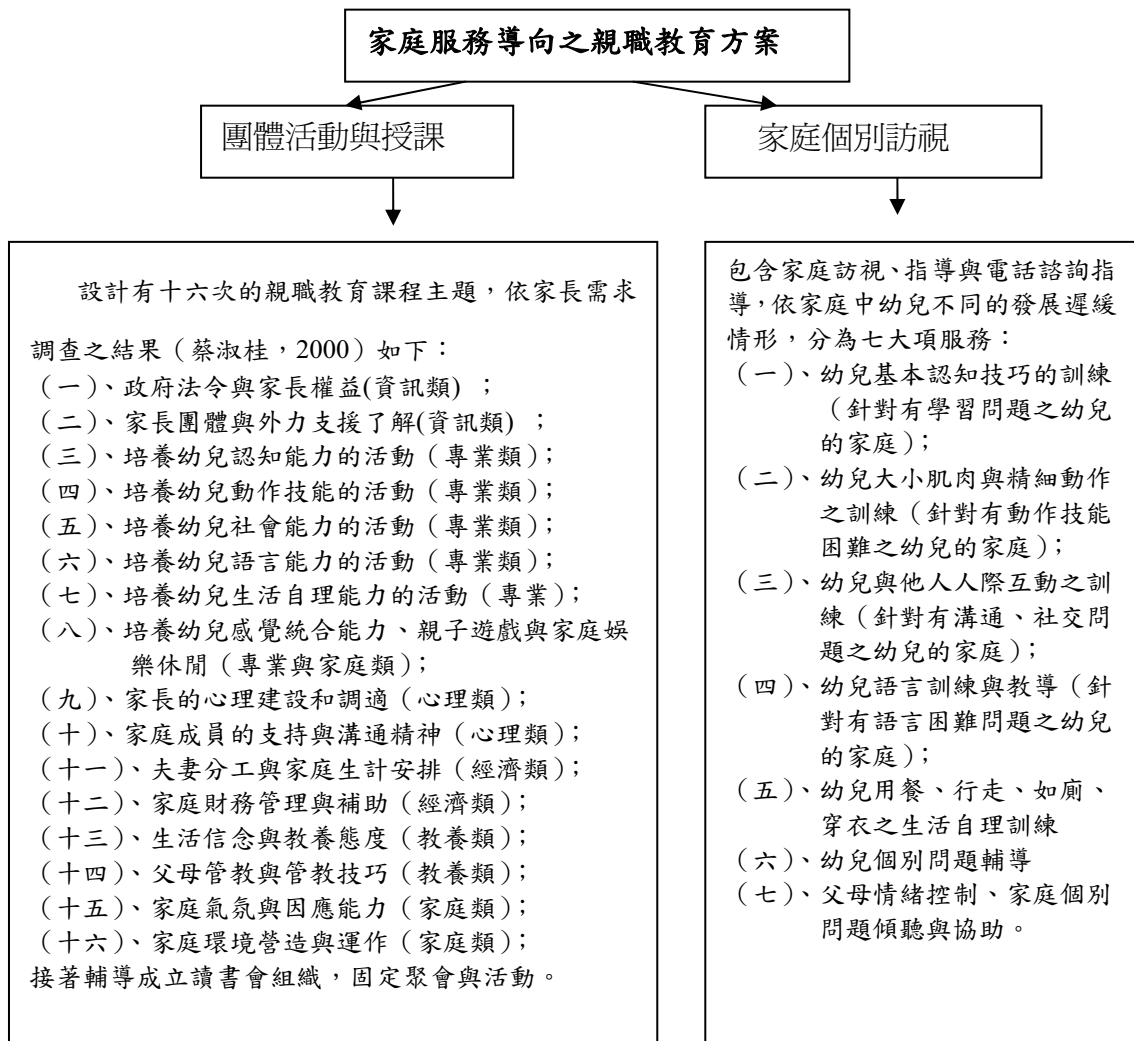 家庭服務導向之親職教育方案
團體活動與授課
家庭個別訪視
設計有十六次的親職教育課程主題，依家長需求
調查之結果（蔡淑桂，2000）如下：
（一）、政府法令與家長權益(資訊類) ；
（二）、家長團體與外力支援了解(資訊類) ；
（三）、培養幼兒認知能力的活動（專業類）；
（四）、培養幼兒動作技能的活動（專業類）；
（五）、培養幼兒社會能力的活動（專業類）；
（六）、培養幼兒語言能力的活動（專業類）；
（七）、培養幼兒生活自理能力的活動（專業）；
（八）、培養幼兒感覺統合能力、親子遊戲與家庭娛
樂休閒（專業與家庭類）；
（九）、家長的心理建設和調適（心理類）；
（十）、家庭成員的支持與溝通精神（心理類）；
（十一）、夫妻分工與家庭生計安排（經濟類）；
（十二）、家庭財務管理與補助（經濟類）；
（十三）、生活信念與教養態度（教養類）；
（十四）、父母管教與管教技巧（教養類）；
（十五）、家庭氣氛與因應能力（家庭類）；
（十六）、家庭環境營造與運作（家庭類）；
接著輔導成立讀書會組織，固定聚會與活動。
包含家庭訪視、指導與電話諮詢指
導，依家庭中幼兒不同的發展遲緩
情形，分為七大項服務：
（一）、幼兒基本認知技巧的訓練
（針對有學習問題之幼兒
的家庭）；
（二）、幼兒大小肌肉與精細動作
之訓練（針對有動作技能
困難之幼兒的家庭）；
（三）、幼兒與他人人際互動之訓
練（針對有溝通、社交問
題之幼兒的家庭）；
（四）、幼兒語言訓練與教導（針
對有語言困難問題之幼兒
的家庭）；
（五）、幼兒用餐、行走、如廁、
穿衣之生活自理訓練
（六）、幼兒個別問題輔導
（七）、父母情緒控制、家庭個別
問題傾聽與協助。